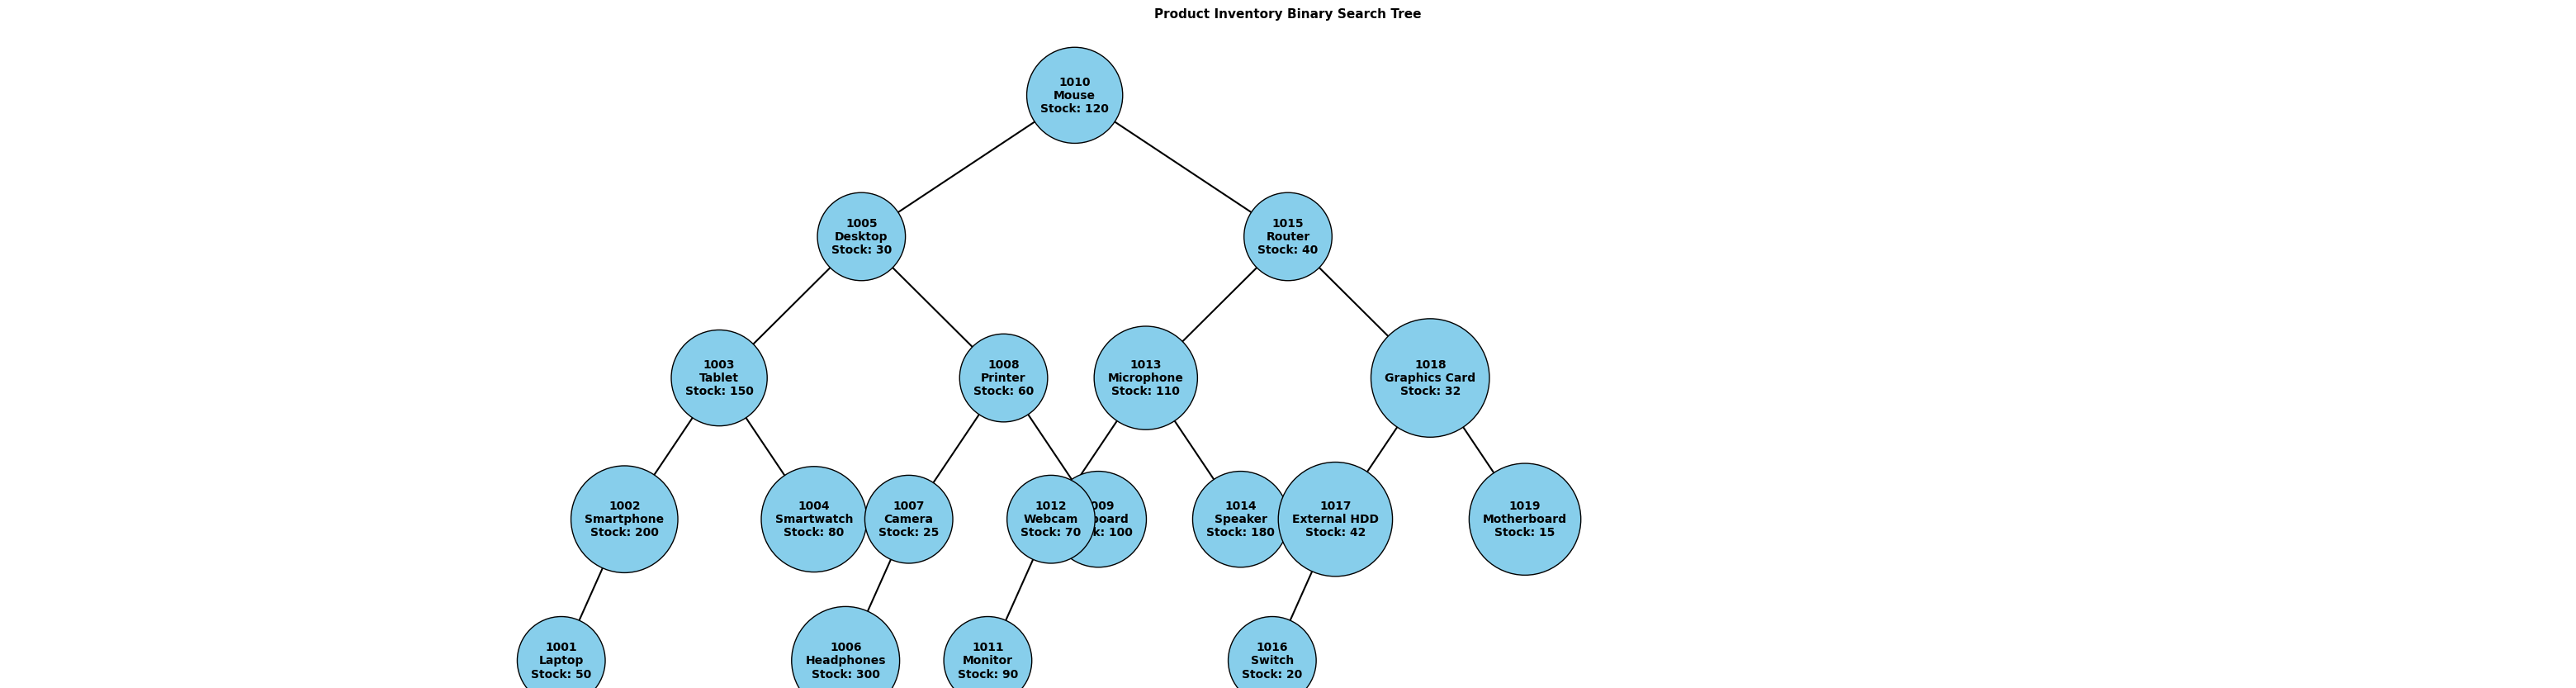 Product Inventory Binary Search Tree
1010
Mouse
Stock: 120
1005
Desktop
Stock: 30
1015
Router
Stock: 40
1003
Tablet
Stock: 150
1008
Printer
Stock: 60
1013
Microphone
Stock: 110
1018
Graphics Card
Stock: 32
1002
Smartphone
Stock: 200
1004
Smartwatch
Stock: 80
1007
Camera
Stock: 25
1012
Webcam
Stock: 70
009
board
k: 100
1014
Speaker
Stock: 180
1017
External HDD
Stock: 42
1019
Motherboard
Stock: 15
1001
Laptop
Stock: 50
1006
Headphones
Stock: 300
1011
Monitor
Stock: 90
1016
Switch
Stock: 20